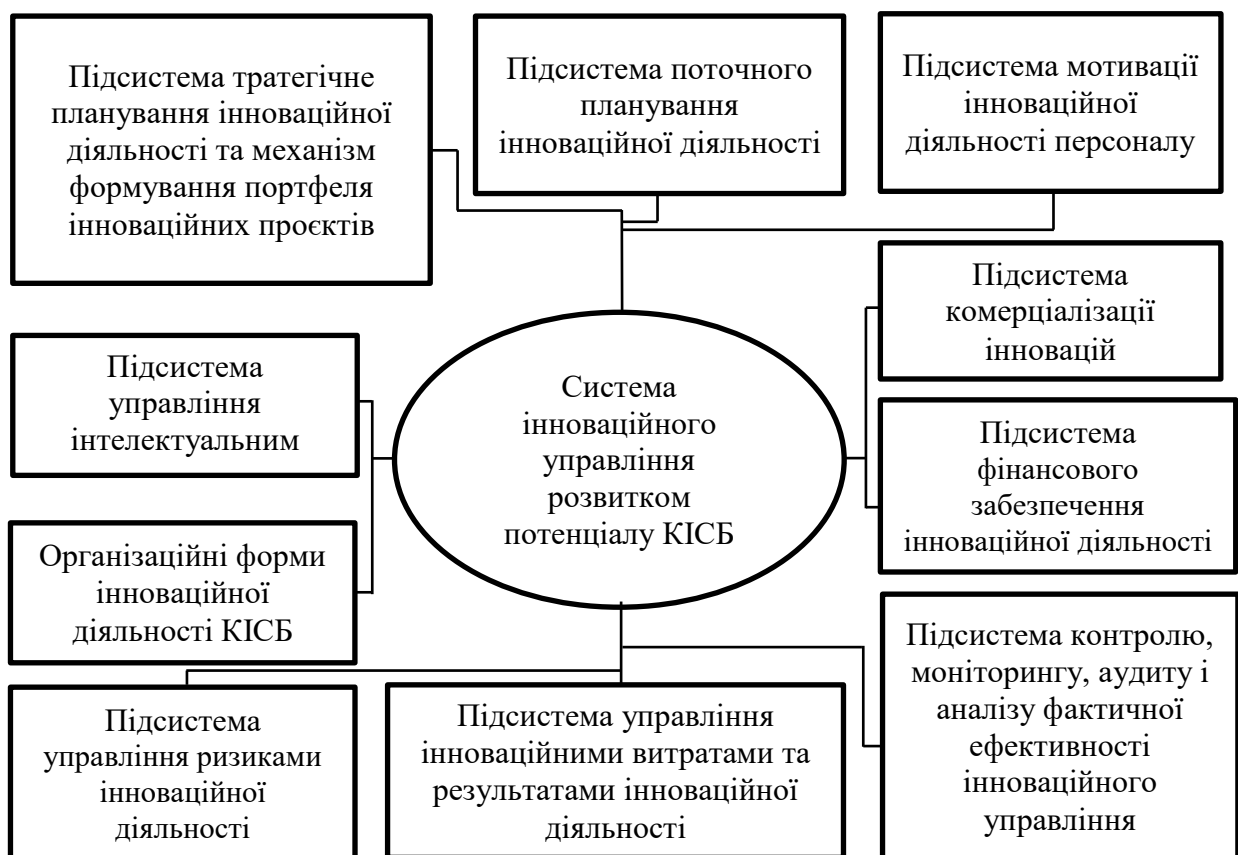 Підсистема тратегічне
планування інноваційної
діяльності та механізм
формування портфеля
інноваційних проєктів
Підсистема поточного
планування
інноваційної діяльності
Підсистема мотивації
інноваційної
діяльності персоналу
Підсистема
комерціалізації
інновацій
Підсистема
управління
інтелектуальним
Система
інноваційного
управління
розвитком
потенціалу КІСБ
Підсистема
фінансового
забезпечення
інноваційної діяльності
Організаційні форми
інноваційної
діяльності КІСБ
Підсистема
управління ризиками
інноваційної
діяльності
Підсистема управління
інноваційними витратами та
результатами інноваційної
діяльності
Підсистема контролю,
моніторингу, аудиту і
аналізу фактичної
ефективності
інноваційного
управління